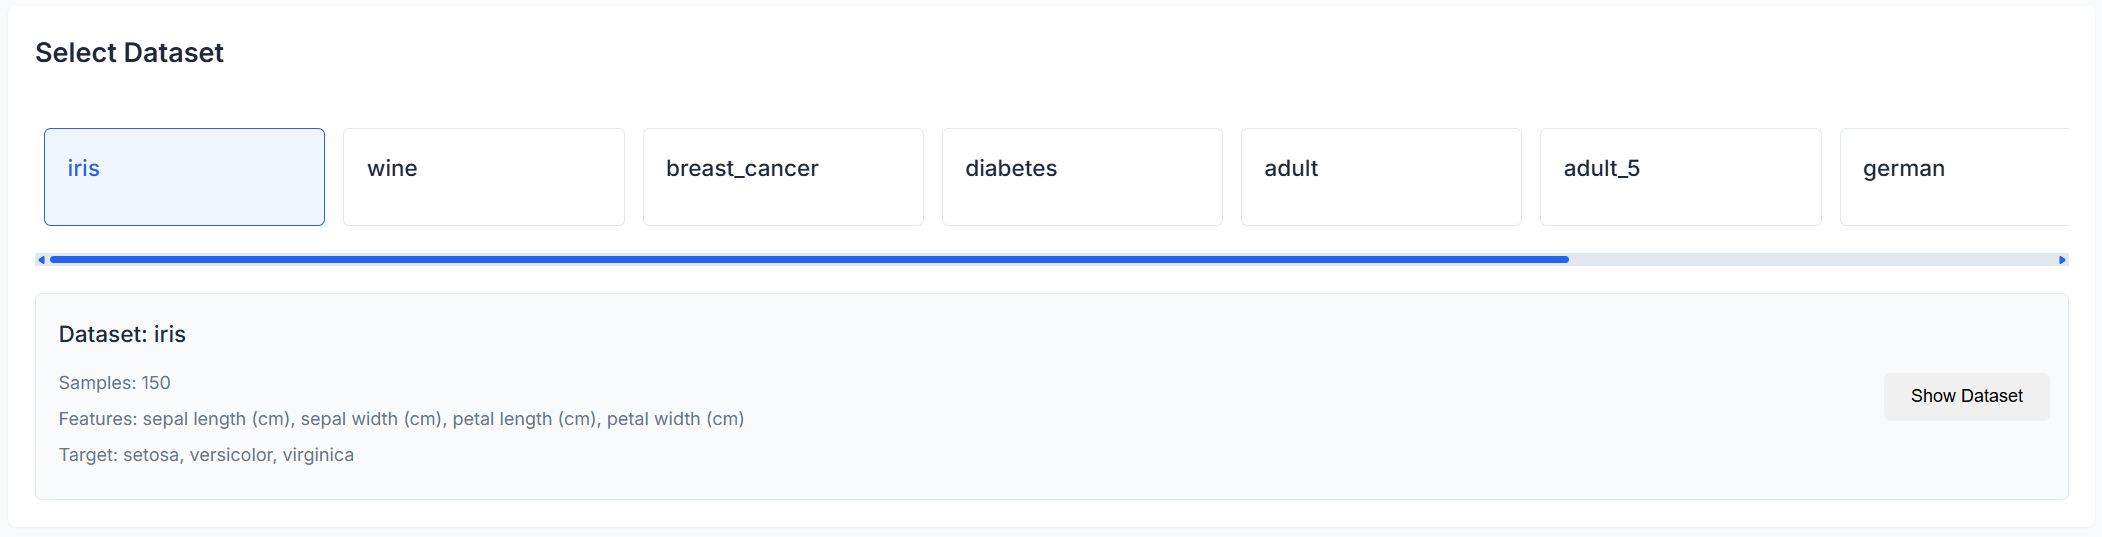 Select Dataset
iris wine breast_cancer diabetes adult adult_5 german
Dataset: iris
Samples: 150
Features: sepal length (cm), sepal width (cm), petal length (cm), petal width (cm)
Show Dataset
Target: setosa, versicolor, virginica